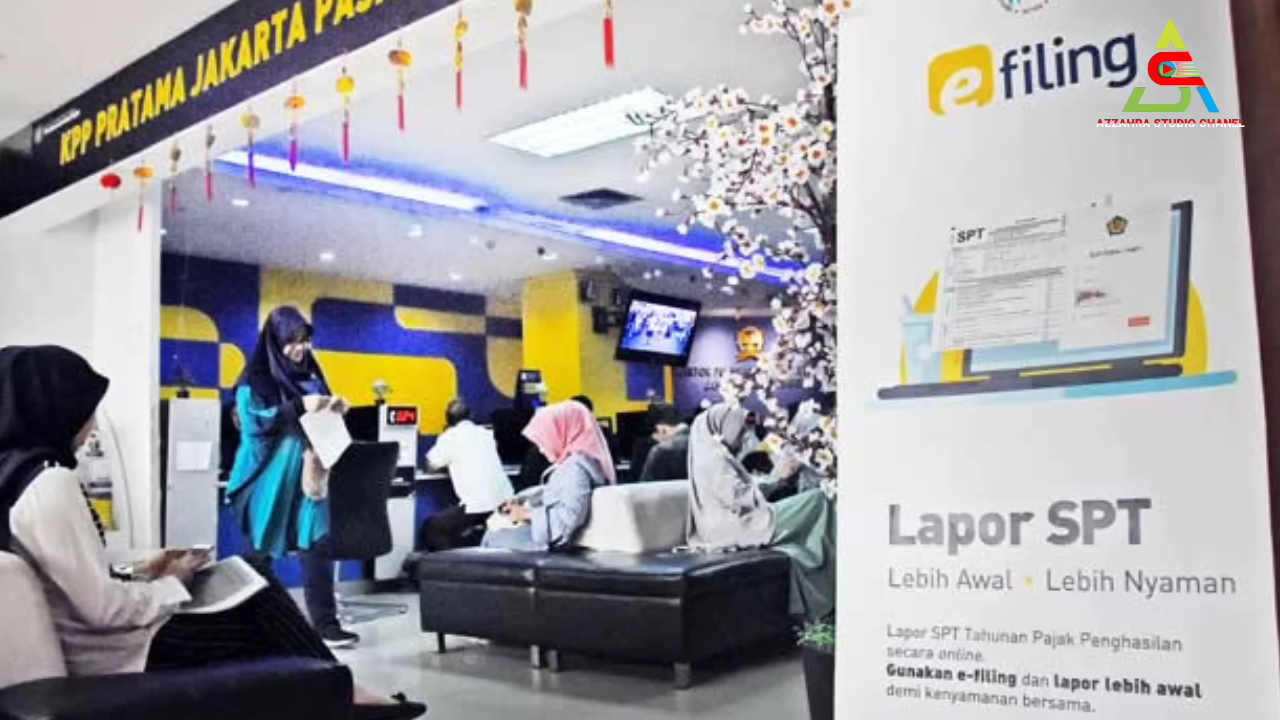 KPP PRATAMA JAKARTA
efiling
AZZAHRA STUDIO CHANEL
SPT
Lapor SPT
Lebih Awal • Lebih Nyaman
Lapor SPT Tahunan Pajak Penghasilan
secara online.
Gunakan e-filing dan lapor lebih awal
demi kenyamanan bersama.